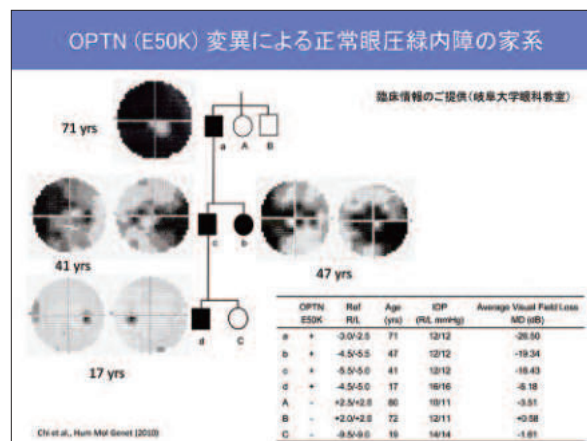 OPTN (E50K) 変異による正常眼圧緑内障の家系
臨床情報のご提供(岐阜大学眼科教室)
71 yrs
a A B
41 yrs
c b
47 yrs
17 yrs
d C
OPTN E50K Ref R/L Age (yrs) IOP (R/L mmHg) Average Visual Field Loss MD (dB)
a + -3.0/-2.5 71 12/12 -26.50
b + -4.5/-5.5 47 12/12 -19.34
c + -5.5/-5.0 41 12/12 -18.43
d + -4.5/-5.0 17 16/16 -6.18
A - +2.5/+2.8 80 10/11 -3.51
B - +2.0/+2.8 72 12/11 +0.58
C - -9.5/-9.0 19 14/14 -1.61
Chi et al., Hum Mol Genet (2010)